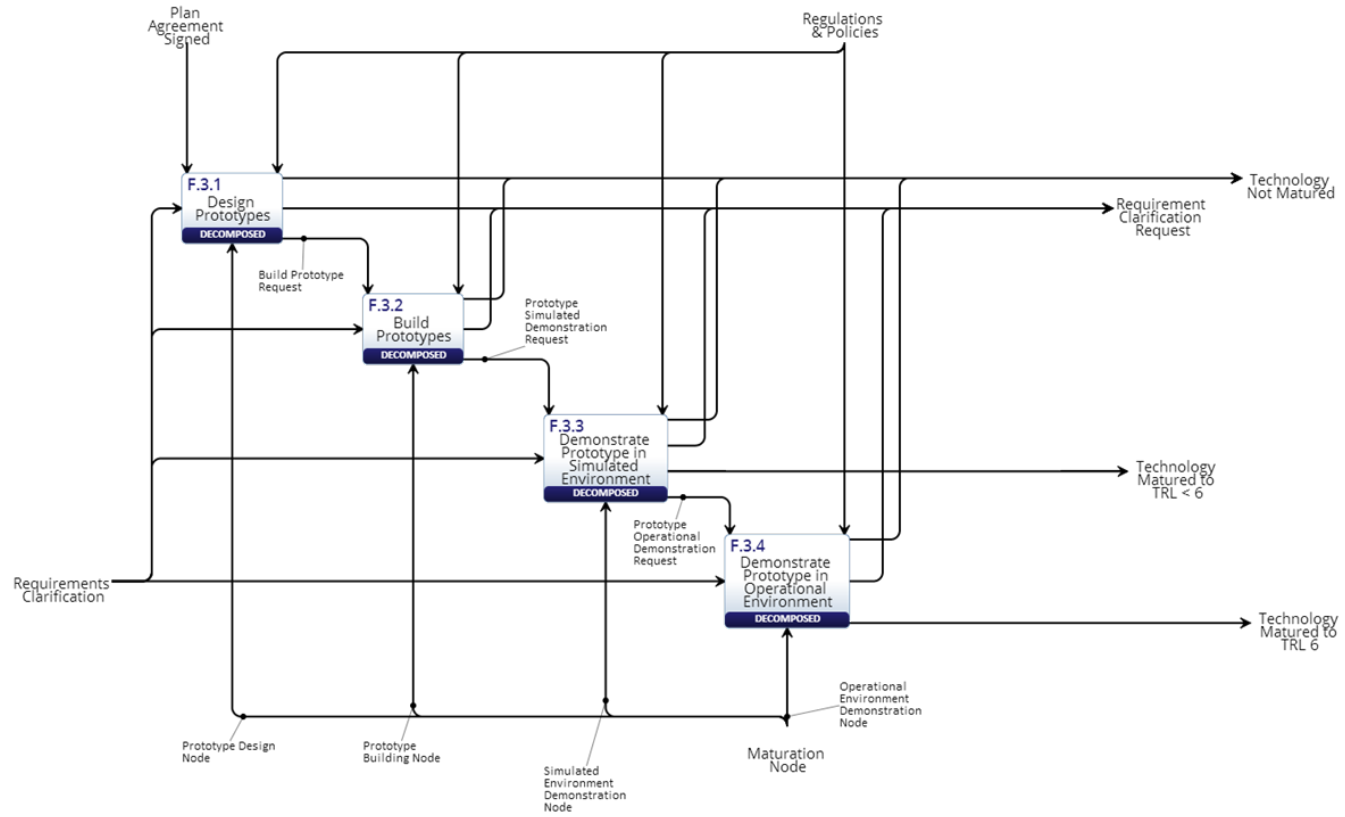 Plan
Agreement
Signed
Regulations
& Policies
F.3.1
Design
Prototypes
DECOMPOSED
Technology
Not Matured
Requirement
Clarification
Request
Build Prototype
Request
F.3.2
Build
Prototypes
DECOMPOSED
Prototype
Simulated
Demonstration
Request
F.3.3
Demonstrate
Prototype in
Simulated
Environment
DECOMPOSED
Technology
Matured to
TRL < 6
Prototype
Operational
Demonstration
Request
F.3.4
Demonstrate
Prototype in
Operational
Environment
DECOMPOSED
Requirements
Clarification
Technology
Matured to
TRL 6
Operational
Environment
Demonstration
Node
Prototype Design
Node
Prototype
Building Node
Simulated
Environment
Demonstration
Node
Maturation
Node